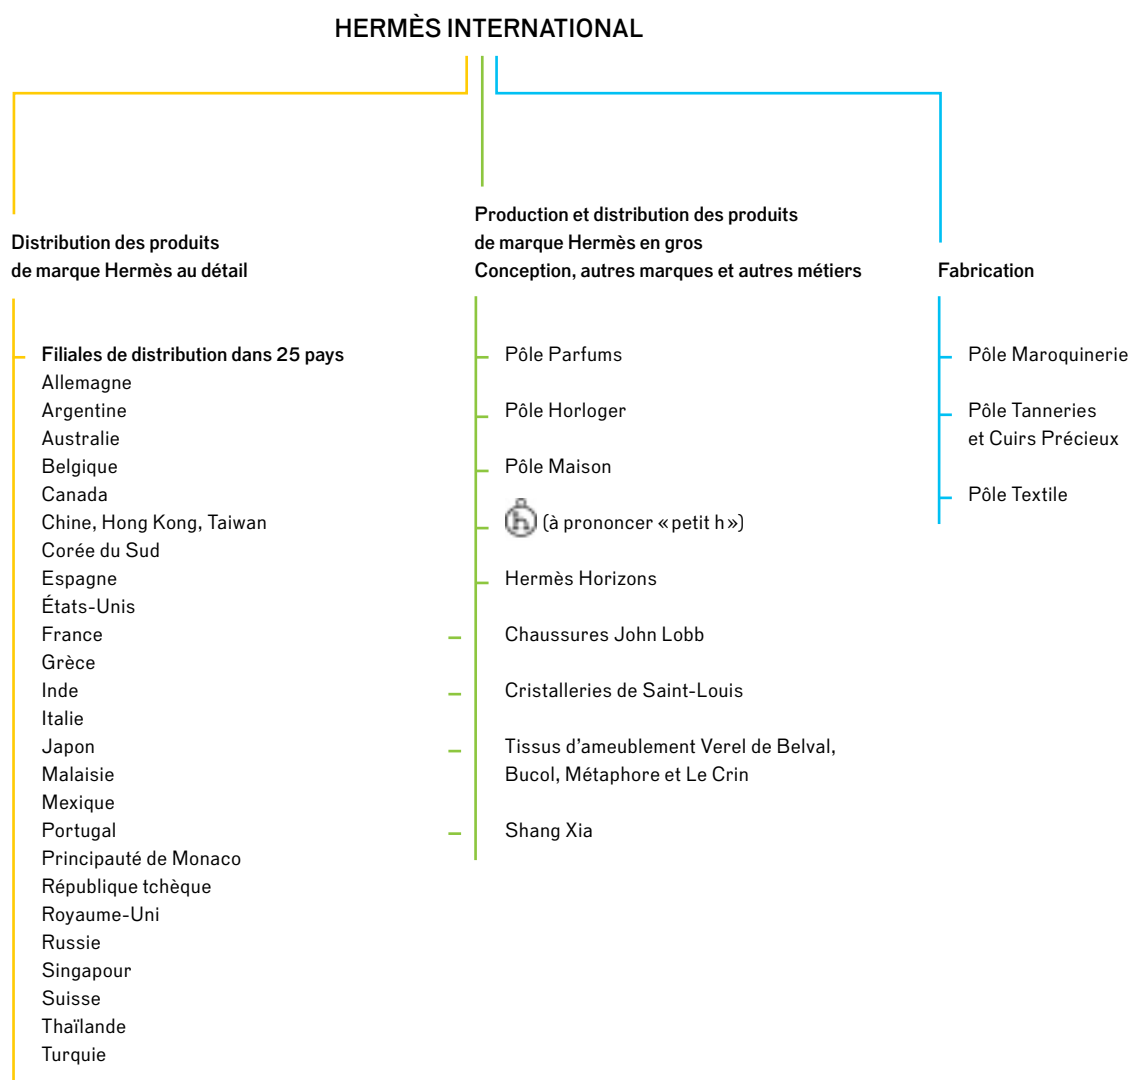 HERMÈS INTERNATIONAL
Distribution des produits
de marque Hermès au détail
Filiales de distribution dans 25 pays
Allemagne
Argentine
Australie
Belgique
Canada
Chine, Hong Kong, Taiwan
Corée du Sud
Espagne
États-Unis
France
Grèce
Inde
Italie
Japon
Malaisie
Mexique
Portugal
Principauté de Monaco
République tchèque
Royaume-Uni
Russie
Singapour
Suisse
Thaïlande
Turquie
Production et distribution des produits
de marque Hermès en gros
Conception, autres marques et autres métiers
Pôle Parfums
Pôle Horloger
Pôle Maison
h (à prononcer « petit h »)
Hermès Horizons
Chaussures John Lobb
Cristalleries de Saint-Louis
Tissus d'ameublement Verel de Belval,
Bucol, Métaphore et Le Crin
Shang Xia
Fabrication
Pôle Maroquinerie
Pôle Tanneries
et Cuirs Précieux
Pôle Textile